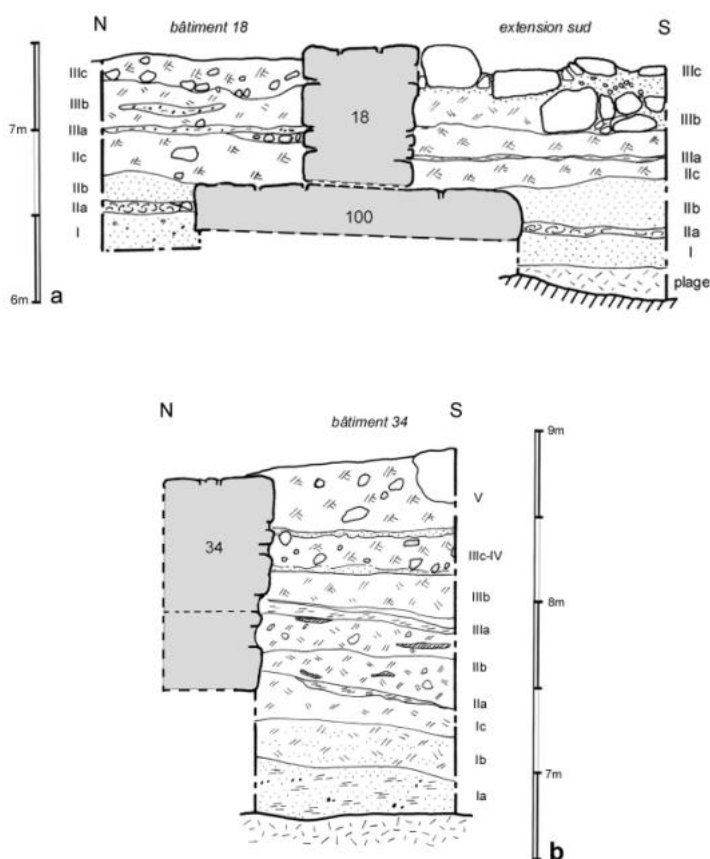 N
bâtiment 18
extension sud
S
IIIc
IIIb
IIIa
IIc
IIb
IIa
I
7m
6m
a
18
100
IIIc
IIIb
IIIa
IIc
IIb
IIa
I
plage
N
S
bâtiment 34
34
V
IIIc-IV
IIIb
IIIa
IIb
IIa
Ic
Ib
Ia
9m
8m
7m
b